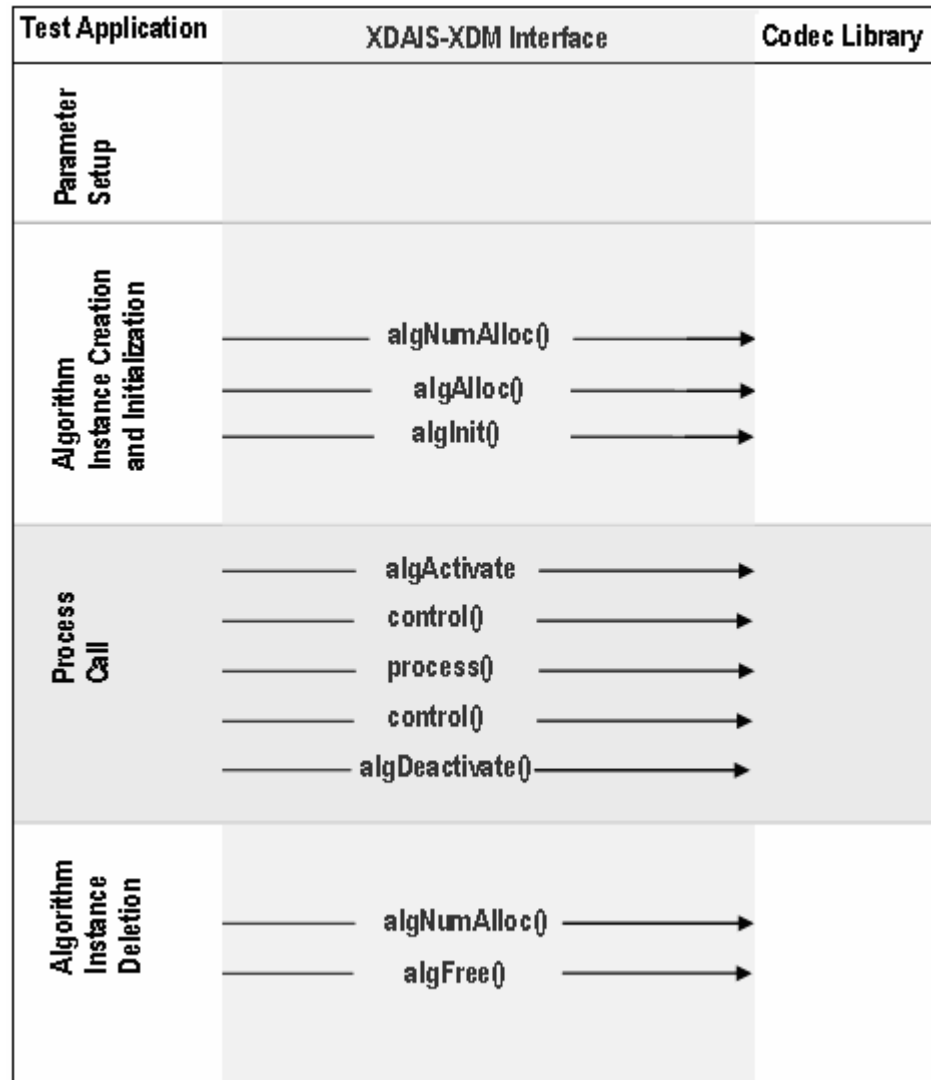 Test Application
XDAIS-XDM Interface
Codec Library
Parameter
Setup
Algorithm
Instance Creation
and Initialization
algNumAlloc()
algAlloc()
algInit()
Process
Call
algActivate
control()
process()
control()
algDeactivate()
Algorithm
Instance
Deletion
algNumAlloc()
algFree()